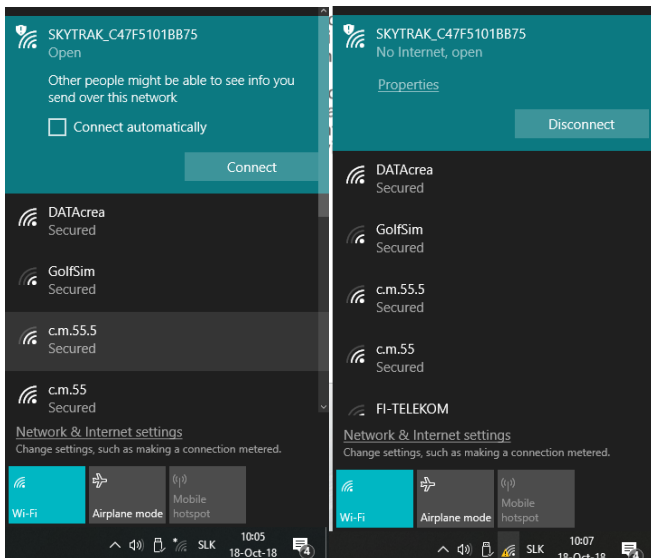 SKYTRAK_C47F5101BB75
Open
Other people might be able to see info you
send over this network
Connect automatically
Connect
DATAcrea
Secured
GolfSim
Secured
c.m.55.5
Secured
c.m.55
Secured
Network & Internet settings
Change settings, such as making a connection metered.
Wi-Fi
Airplane mode
Mobile
hotspot
SLK
10:05
18-Oct-18
4
SKYTRAK_C47F5101BB75
No Internet, open
Properties
Disconnect
DATAcrea
Secured
GolfSim
Secured
c.m.55.5
Secured
c.m.55
Secured
FI-TELEKOM
Network & Internet settings
Change settings, such as making a connection metered.
Wi-Fi
Airplane mode
Mobile
hotspot
SLK
10:07
18-Oct-18
4